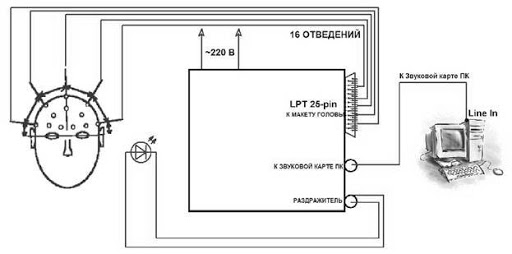 16 ОТВЕДЕНИЙ
~220 В
LPT 25-pin
К МАКЕТУ ГОЛОВЫ
К Звуковой карте ПК
Line In
К ЗВУКОВОЙ КАРТЕ ПК
РАЗДРАЖИТЕЛЬ